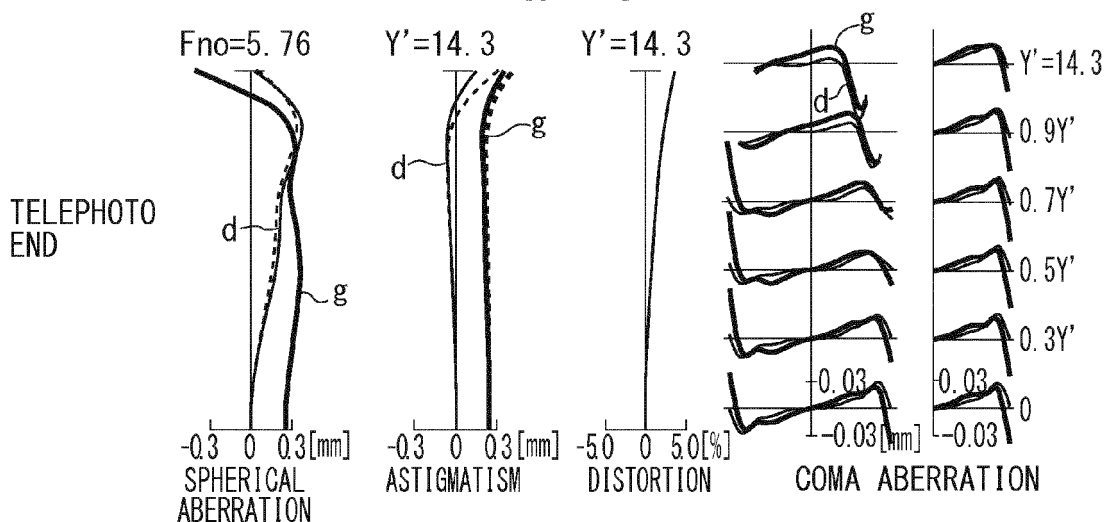 Fno=5.76
Y'=14.3
Y'=14.3
g
Y'=14.3
d
0.9Y'
g
d
0.7Y'
TELEPHOTO
END
d
0.5Y'
g
0.3Y'
0.03
0.03
0
-0.3 0 0.3[mm]
-0.3 0 0.3[mm]
-5.0 0 5.0[%]
-0.03[mm]
-0.03
SPHERICAL
ABERRATION
ASTIGMATISM
DISTORTION
COMA ABERRATION